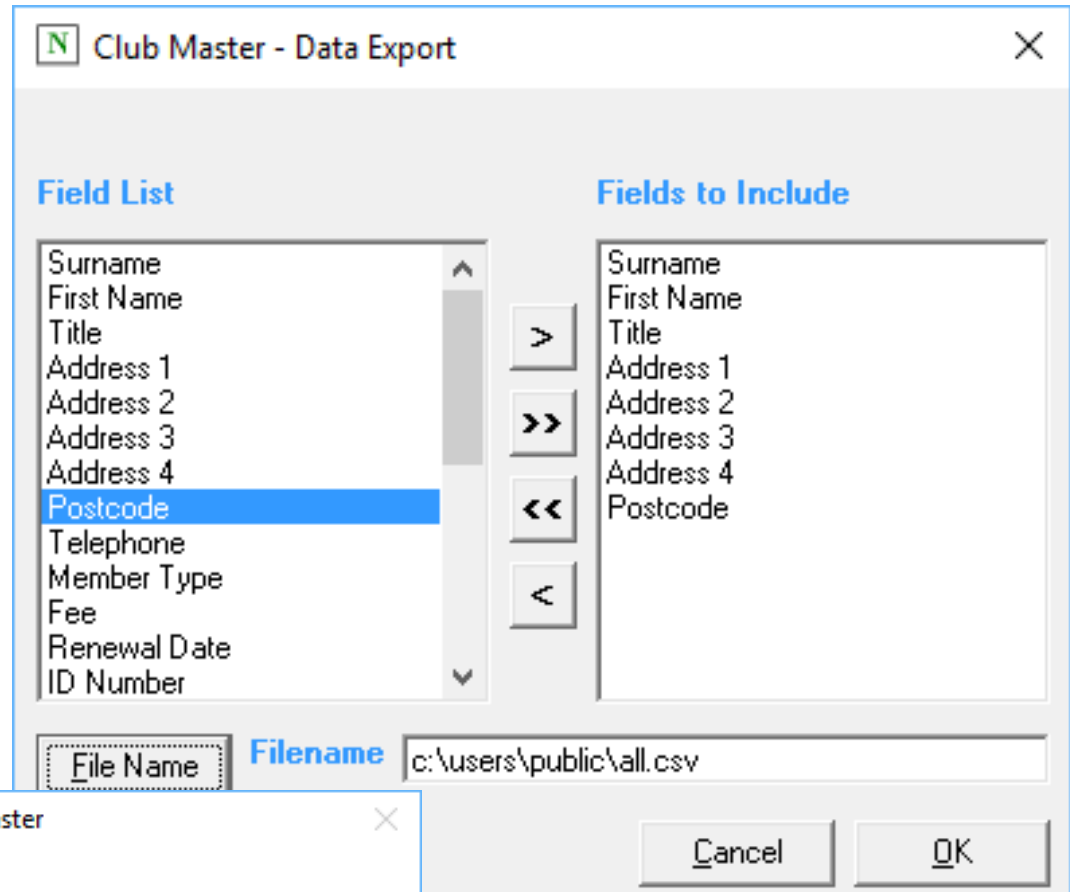 N Club Master - Data Export
Field List
Surname
First Name
Title
Address 1
Address 2
Address 3
Address 4
Postcode
Telephone
Member Type
Fee
Renewal Date
ID Number
>
>>
<<
<
Fields to Include
Surname
First Name
Title
Address 1
Address 2
Address 3
Address 4
Postcode
File Name
Filename
c:\users\public\all.csv
Cancel
OK